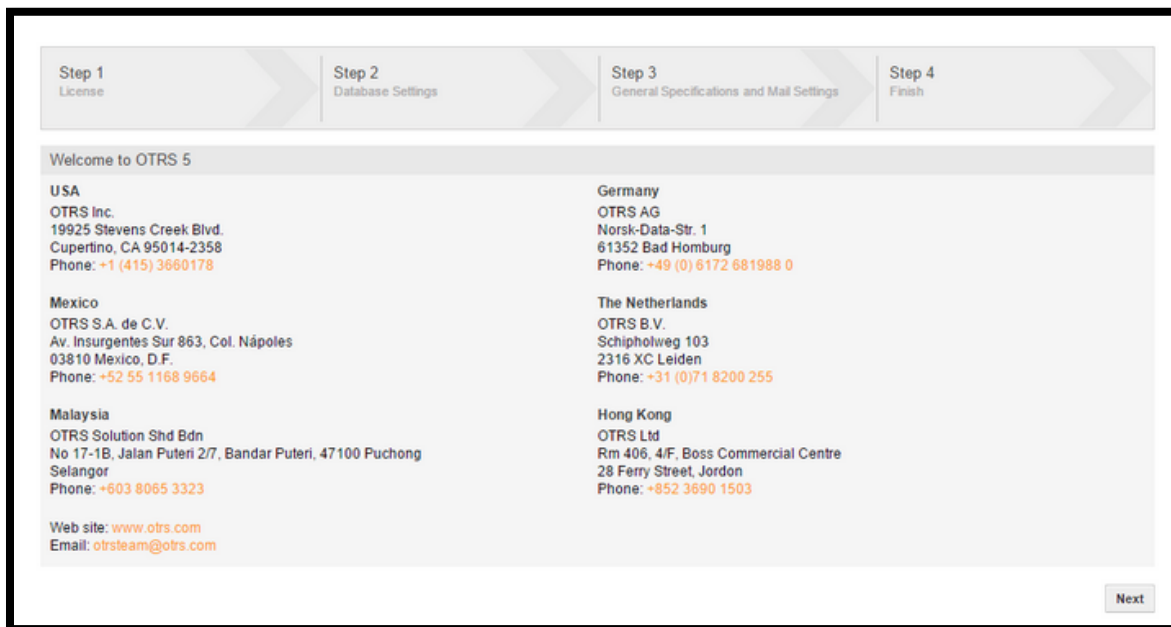 Step 1
License
Step 2
Database Settings
Step 3
General Specifications and Mail Settings
Step 4
Finish
Welcome to OTRS 5
USA
OTRS Inc.
19925 Stevens Creek Blvd.
Cupertino, CA 95014-2358
Phone: +1 (415) 3660178
Germany
OTRS AG
Norsk-Data-Str. 1
61352 Bad Homburg
Phone: +49 (0) 6172 681988 0
Mexico
OTRS S.A. de C.V.
Av. Insurgentes Sur 863, Col. Nápoles
03810 Mexico, D.F.
Phone: +52 55 1168 9664
The Netherlands
OTRS B.V.
Schipholweg 103
2316 XC Leiden
Phone: +31 (0)71 8200 255
Malaysia
OTRS Solution Shd Bdn
No 17-1B, Jalan Puteri 2/7, Bandar Puteri, 47100 Puchong
Selangor
Phone: +603 8065 3323
Hong Kong
OTRS Ltd
Rm 406, 4/F, Boss Commercial Centre
28 Ferry Street, Jordon
Phone: +852 3690 1503
Web site: www.otrs.com
Email: otrsteam@otrs.com
Next